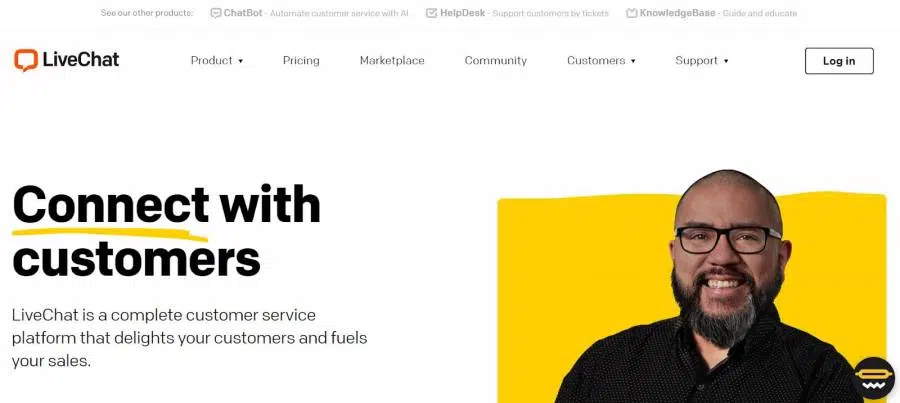 See our other products: ChatBot - Automate customer service with AI HelpDesk - Support customers by tickets KnowledgeBase - Guide and educate
LiveChat Product ▾ Pricing Marketplace Community Customers ▾ Support ▾ Log in
Connect with
customers
LiveChat is a complete customer service
platform that delights your customers and fuels
your sales.